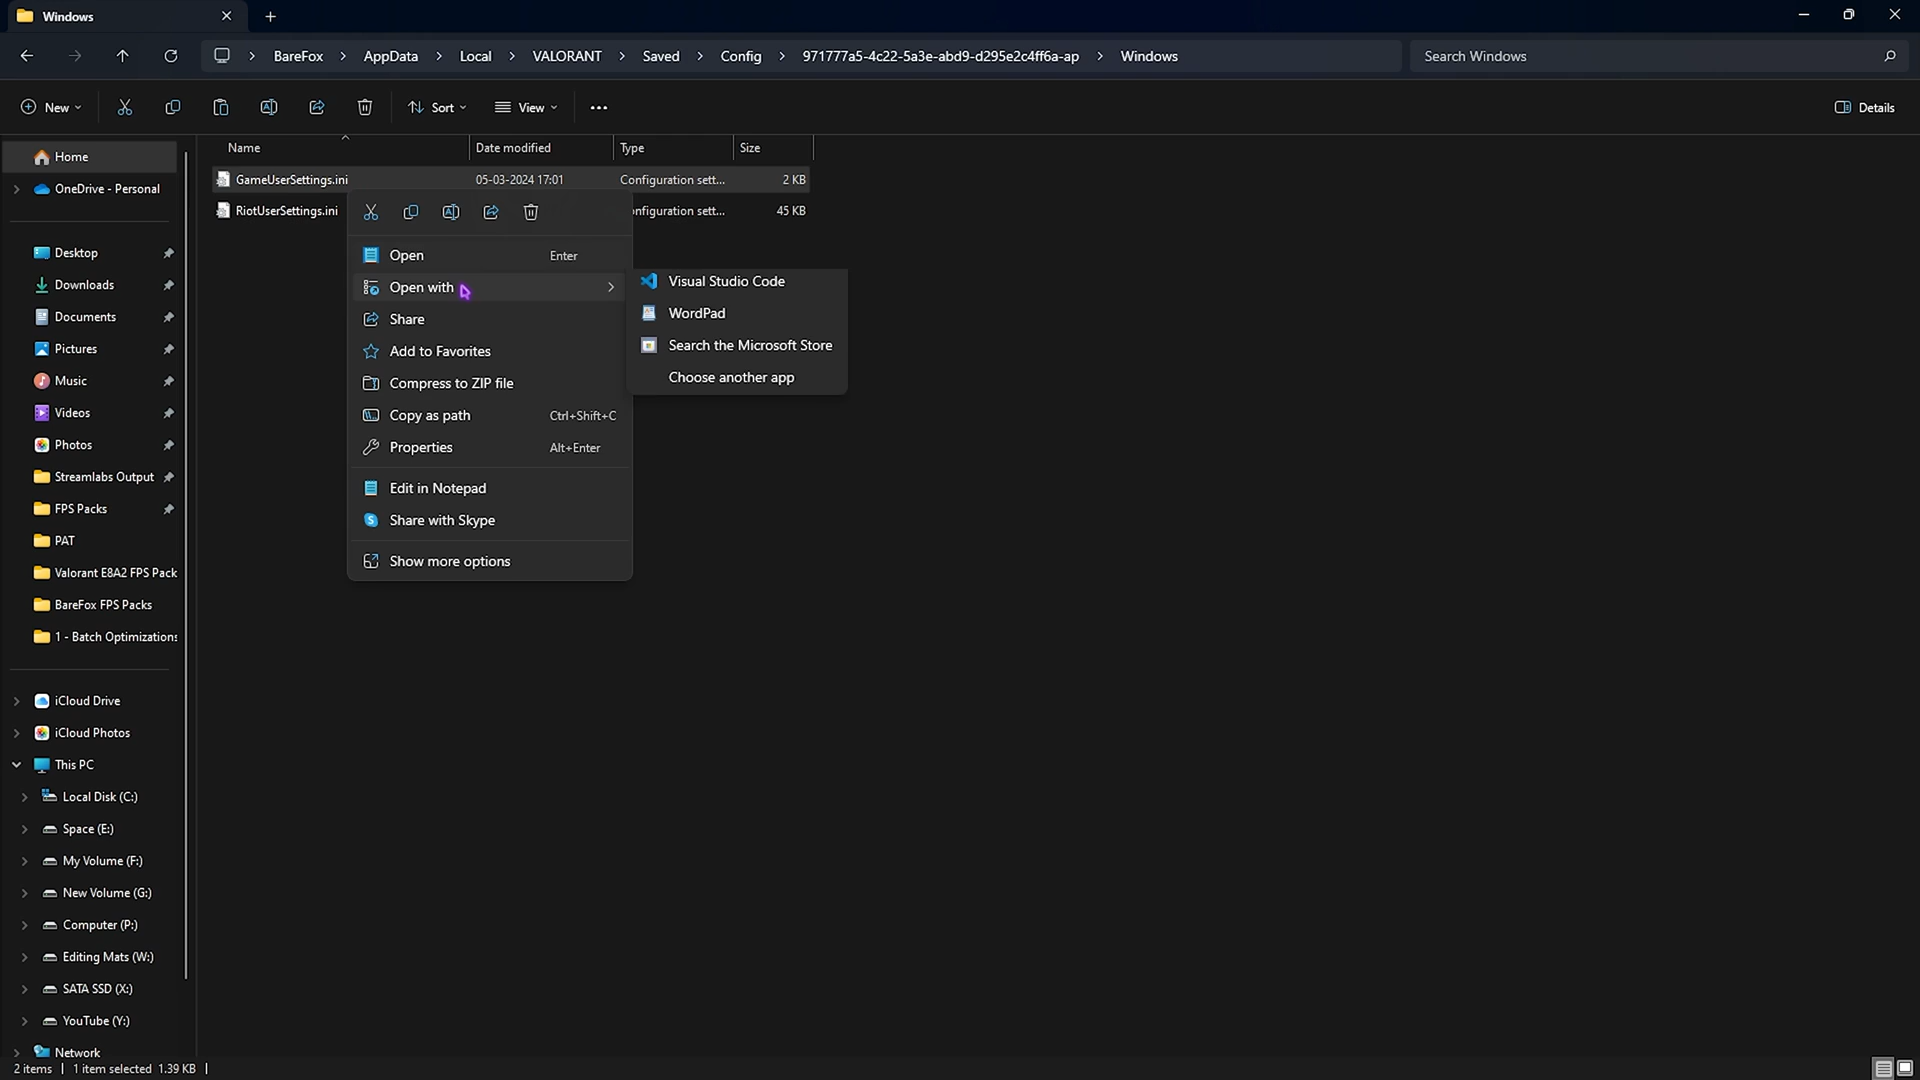 Windows
BareFox > AppData > Local > VALORANT > Saved > Config > 971777a5-4c22-5a3e-abd9-d295e2c4ff6a-ap > Windows
Search Windows
New
Sort
View
Details
Name Date modified Type Size
GameUserSettings.ini 05-03-2024 17:01 Configuration sett... 2 KB
RiotUserSettings.ini onfiguration sett... 45 KB
Open Enter
Open with
Share
Add to Favorites
Compress to ZIP file
Copy as path Ctrl+Shift+C
Properties Alt+Enter
Edit in Notepad
Share with Skype
Show more options
Visual Studio Code
WordPad
Search the Microsoft Store
Choose another app
Home
OneDrive - Personal
Desktop
Downloads
Documents
Pictures
Music
Videos
Photos
Streamlabs Output
FPS Packs
PAT
Valorant E8A2 FPS Pack
BareFox FPS Packs
1 - Batch Optimizations
iCloud Drive
iCloud Photos
This PC
Local Disk (C:)
Space (E:)
My Volume (F:)
New Volume (G:)
Computer (P:)
Editing Mats (W:)
SATA SSD (X:)
YouTube (Y:)
Network
2 items | 1 item selected 1.39 KB |